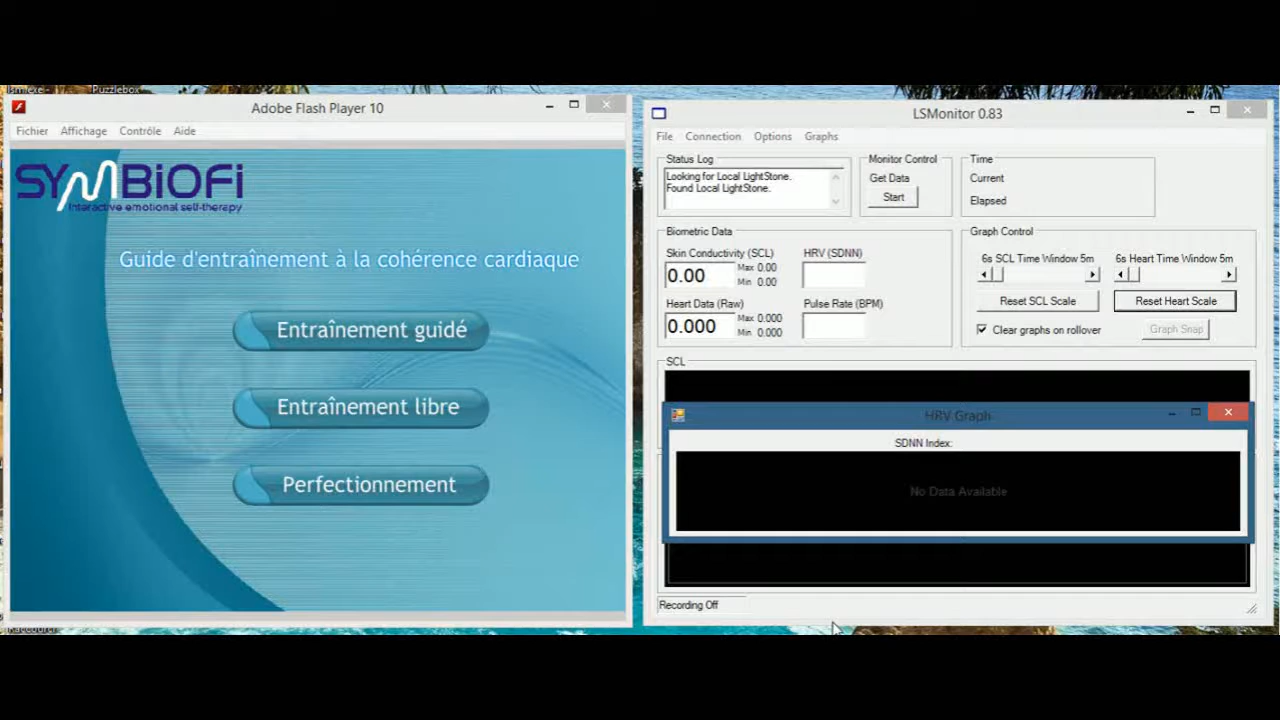 Puzzlebox
Adobe Flash Player 10
Fichier Affichage Contrôle Aide
SYMBiOFi
Interactive emotional self-therapy
Guide d'entraînement à la cohérence cardiaque
Entraînement guidé
Entraînement libre
Perfectionnement
LSMonitor 0.83
File Connection Options Graphs
Status Log
Looking for Local LightStone.
Found Local LightStone.
Monitor Control
Get Data
Start
Time
Current
Elapsed
Biometric Data
Skin Conductivity (SCL)
0.00
Max 0.00
Min 0.00
HRV (SDNN)
Heart Data (Raw)
0.000
Max 0.000
Min 0.000
Pulse Rate (BPM)
Graph Control
6s SCL Time Window 5m
6s Heart Time Window 5m
Reset SCL Scale
Reset Heart Scale
Clear graphs on rollover
Graph Snap
SCL
HRV Graph
SDNN Index:
No Data Available
Recording Off